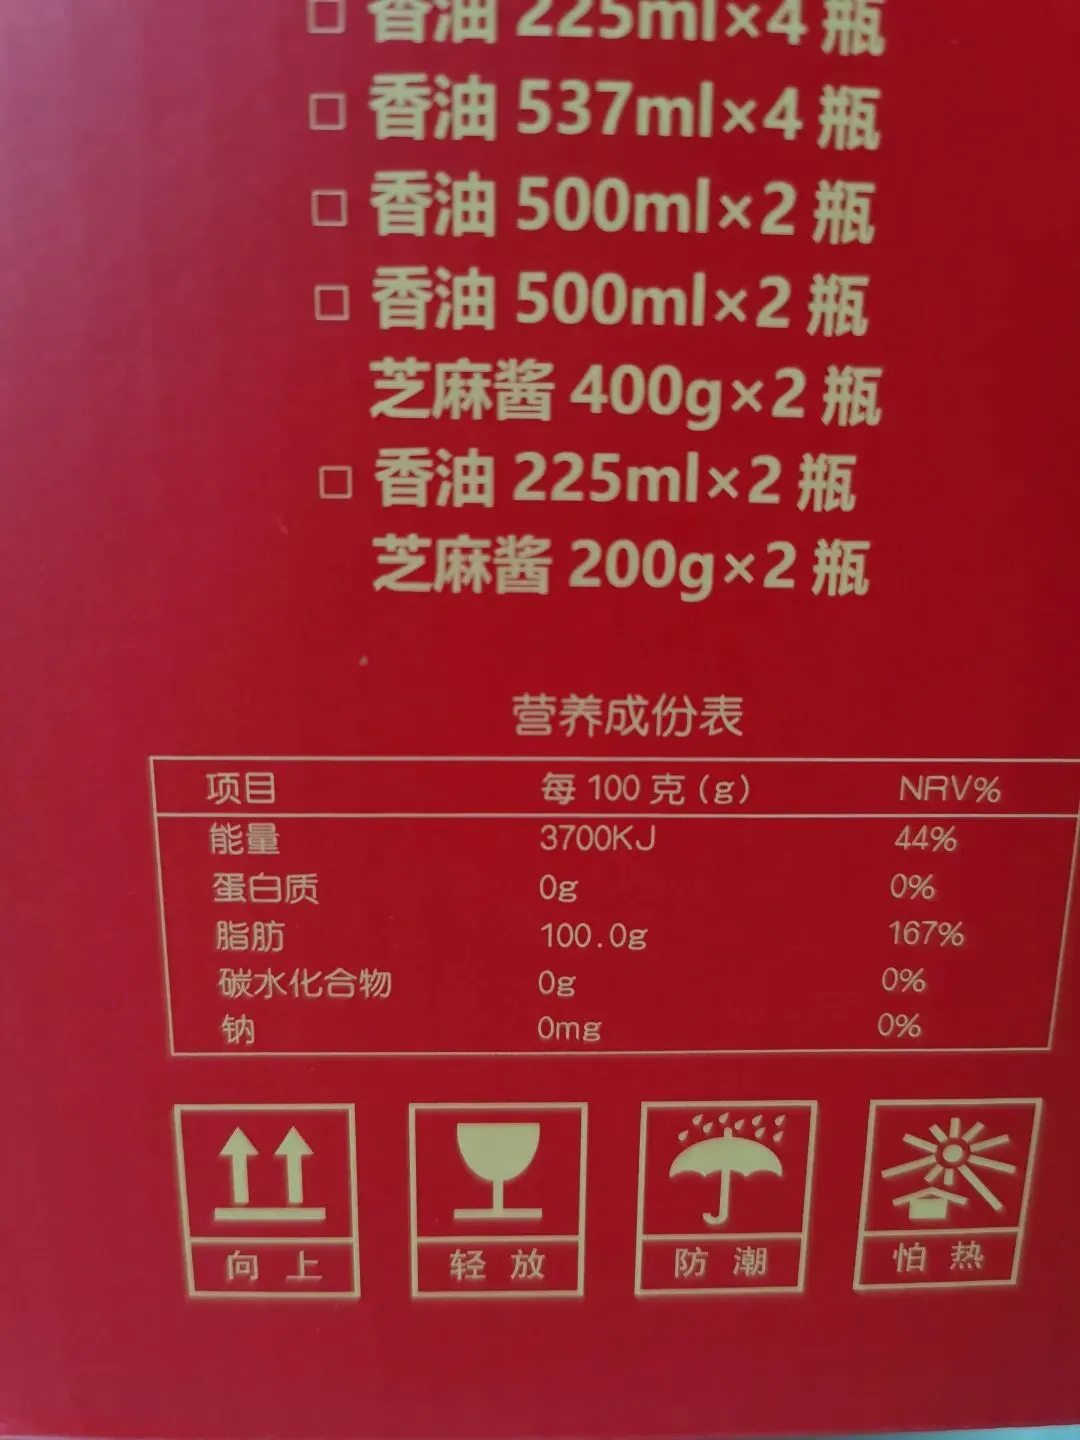 □ 香油 225ml×4 瓶
□ 香油 537ml×4 瓶
□ 香油 500ml×2 瓶
□ 香油 500ml×2 瓶
芝麻酱 400g×2 瓶
□ 香油 225ml×2 瓶
芝麻酱 200g×2 瓶
营养成份表
项目 每 100 克 (g) NRV%
能量 3700KJ 44%
蛋白质 0g 0%
脂肪 100.0g 167%
碳水化合物 0g 0%
钠 0mg 0%
向上 轻放 防潮 怕热